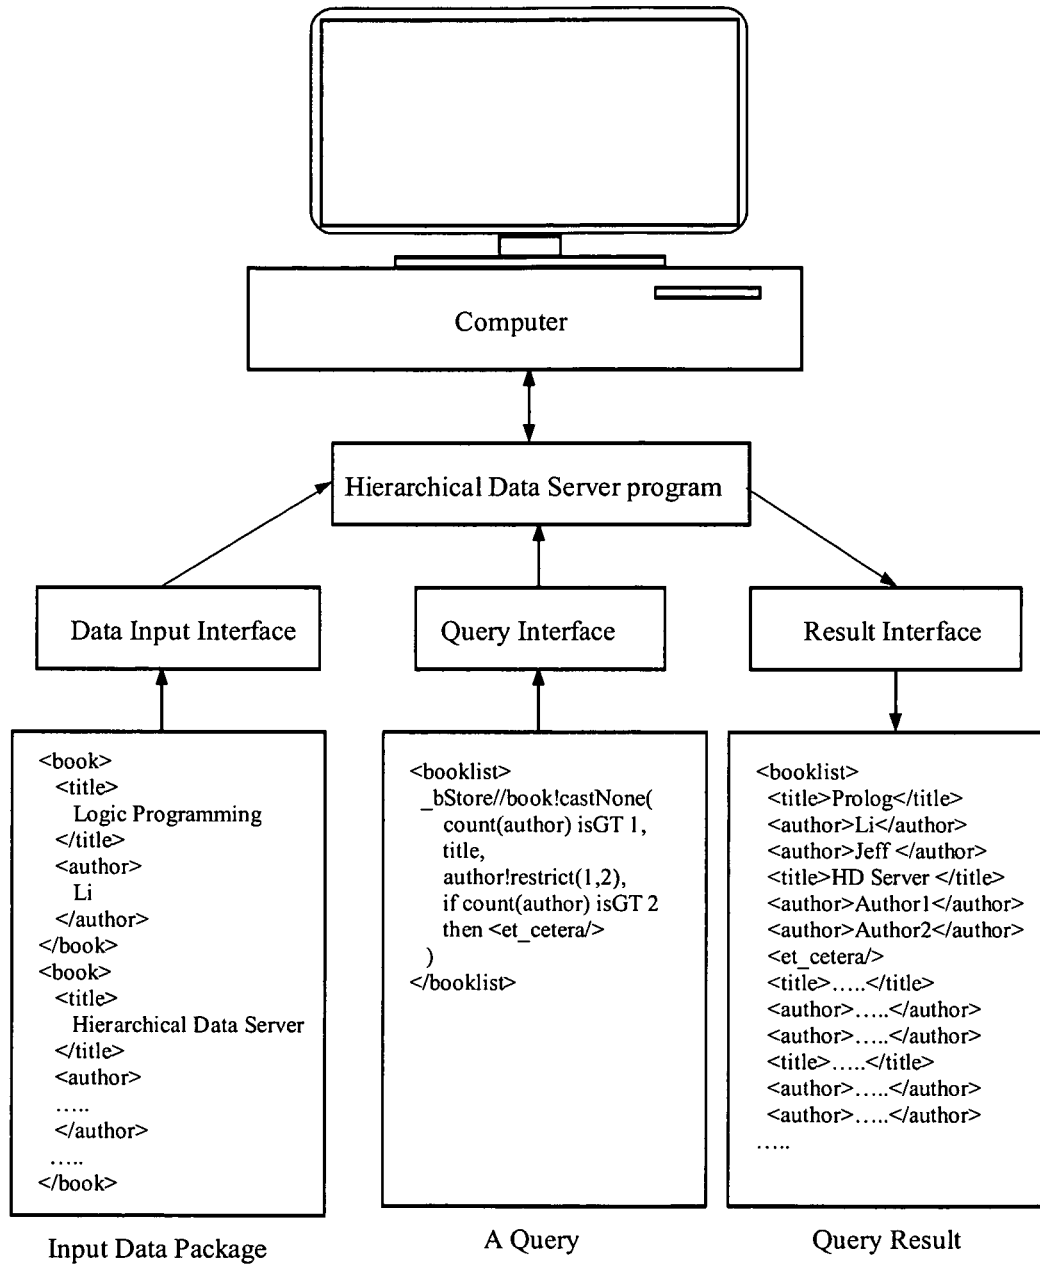 Computer
Hierarchical Data Server program
Data Input Interface
Query Interface
Result Interface
<book>
<title>
Logic Programming
</title>
<author>
Li
</author>
</book>
<book>
<title>
Hierarchical Data Server
</title>
<author>
.....
</author>
.....
</book>
Input Data Package
<booklist>
_bStore//book!castNone(
count(author) isGT 1,
title,
author!restrict(1,2),
if count(author) isGT 2
then <et_cetera/>
)
</booklist>
A Query
<booklist>
<title>Prolog</title>
<author>Li</author>
<author>Jeff </author>
<title>HD Server </title>
<author>Author1</author>
<author>Author2</author>
<et_cetera/>
<title>.....</title>
<author>.....</author>
<author>.....</author>
<title>.....</title>
<author>.....</author>
<author>.....</author>
.....
Query Result